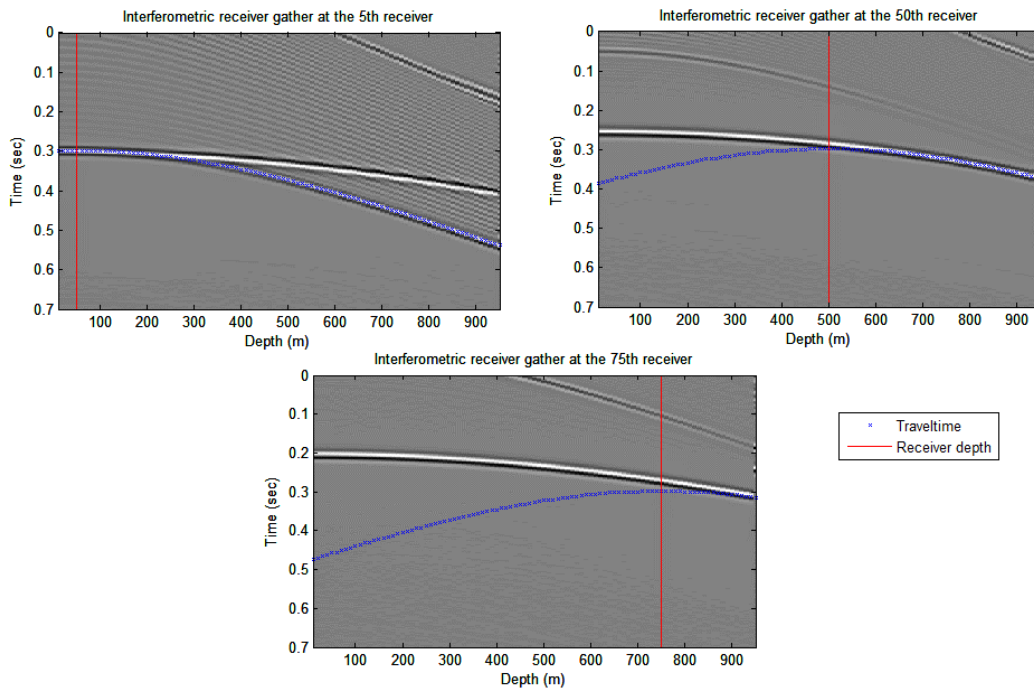 Interferometric receiver gather at the 5th receiver
0
0.1
0.2
0.3
0.4
0.5
0.6
0.7
Time (sec)
100 200 300 400 500 600 700 800 900
Depth (m)
Interferometric receiver gather at the 50th receiver
0
0.1
0.2
0.3
0.4
0.5
0.6
0.7
Time (sec)
100 200 300 400 500 600 700 800 900
Depth (m)
Interferometric receiver gather at the 75th receiver
0
0.1
0.2
0.3
0.4
0.5
0.6
0.7
Time (sec)
100 200 300 400 500 600 700 800 900
Depth (m)
Traveltime
Receiver depth